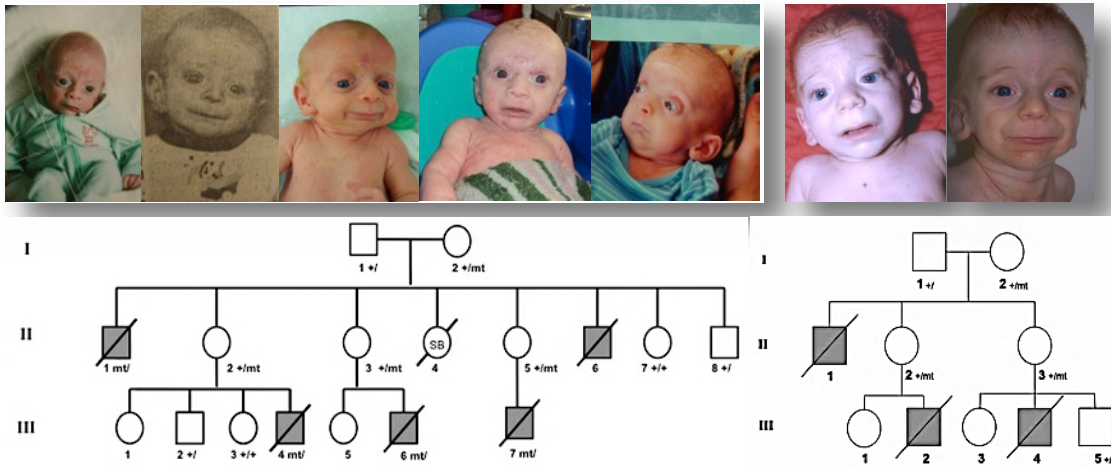 I
1 +/
2 +/mt
II
SB
1 mt/
2 +/mt
3 +/mt
4
5 +/mt
6
7 +/+
8 +/
III
1
2 +/
3 +/+
4 mt/
5
6 mt/
7 mt/
I
1 +/
2 +/mt
II
1
2 +/mt
3 +/mt
III
1
2
3
4
5 +/